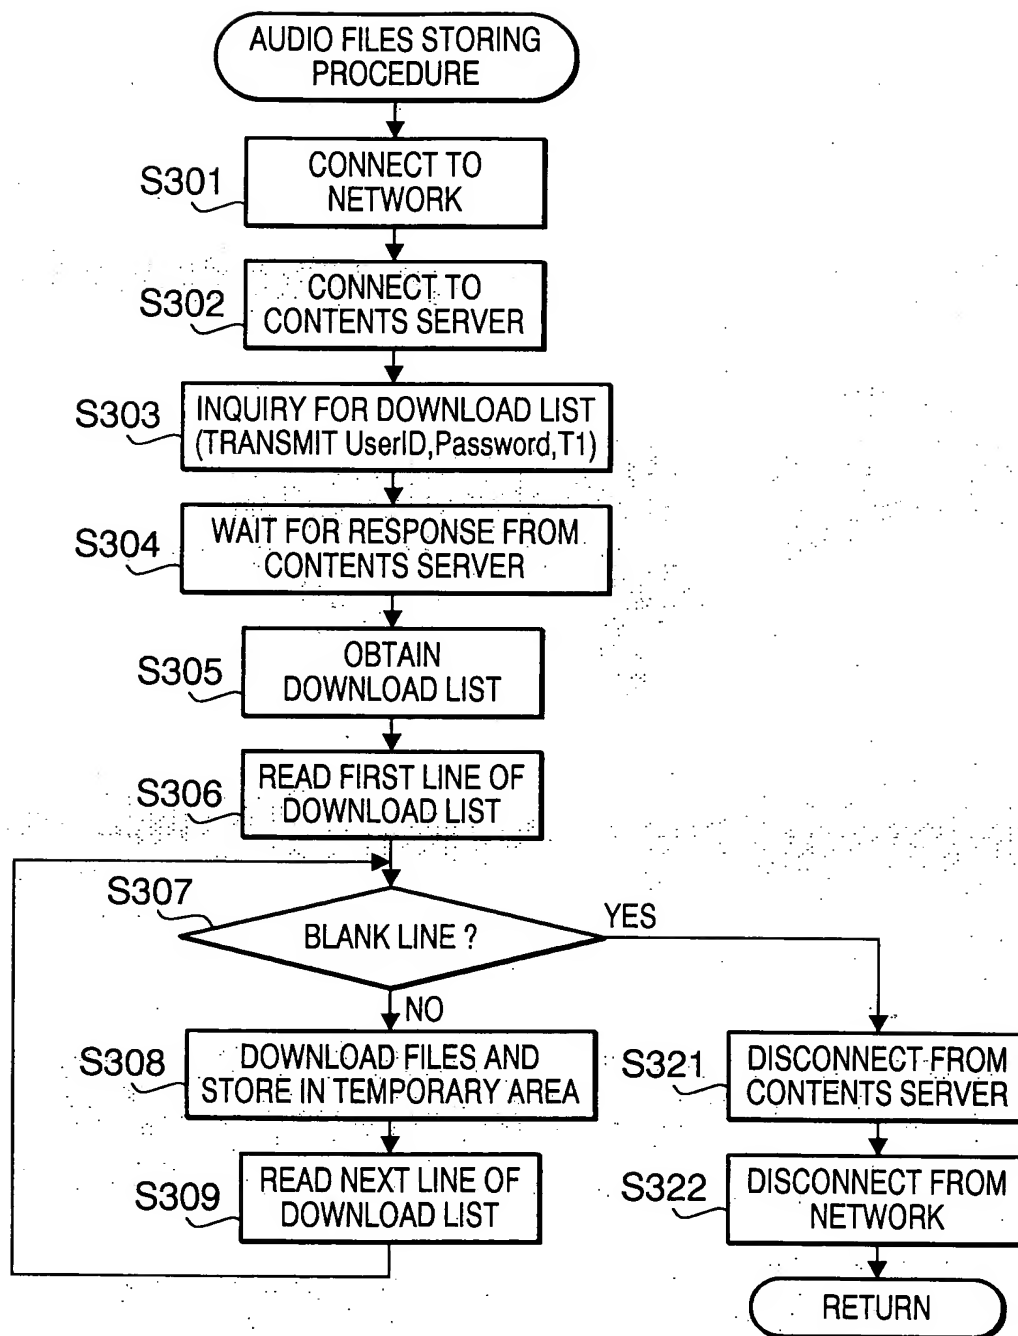 AUDIO FILES STORING
PROCEDURE
S301
CONNECT TO
NETWORK
S302
CONNECT TO
CONTENTS SERVER
S303
INQUIRY FOR DOWNLOAD LIST
(TRANSMIT UserID,Password,T1)
S304
WAIT FOR RESPONSE FROM
CONTENTS SERVER
S305
OBTAIN
DOWNLOAD LIST
S306
READ FIRST LINE OF
DOWNLOAD LIST
S307
BLANK LINE ?
YES
NO
S308
DOWNLOAD FILES AND
STORE IN TEMPORARY AREA
S309
READ NEXT LINE OF
DOWNLOAD LIST
S321
DISCONNECT FROM
CONTENTS SERVER
S322
DISCONNECT FROM
NETWORK
RETURN